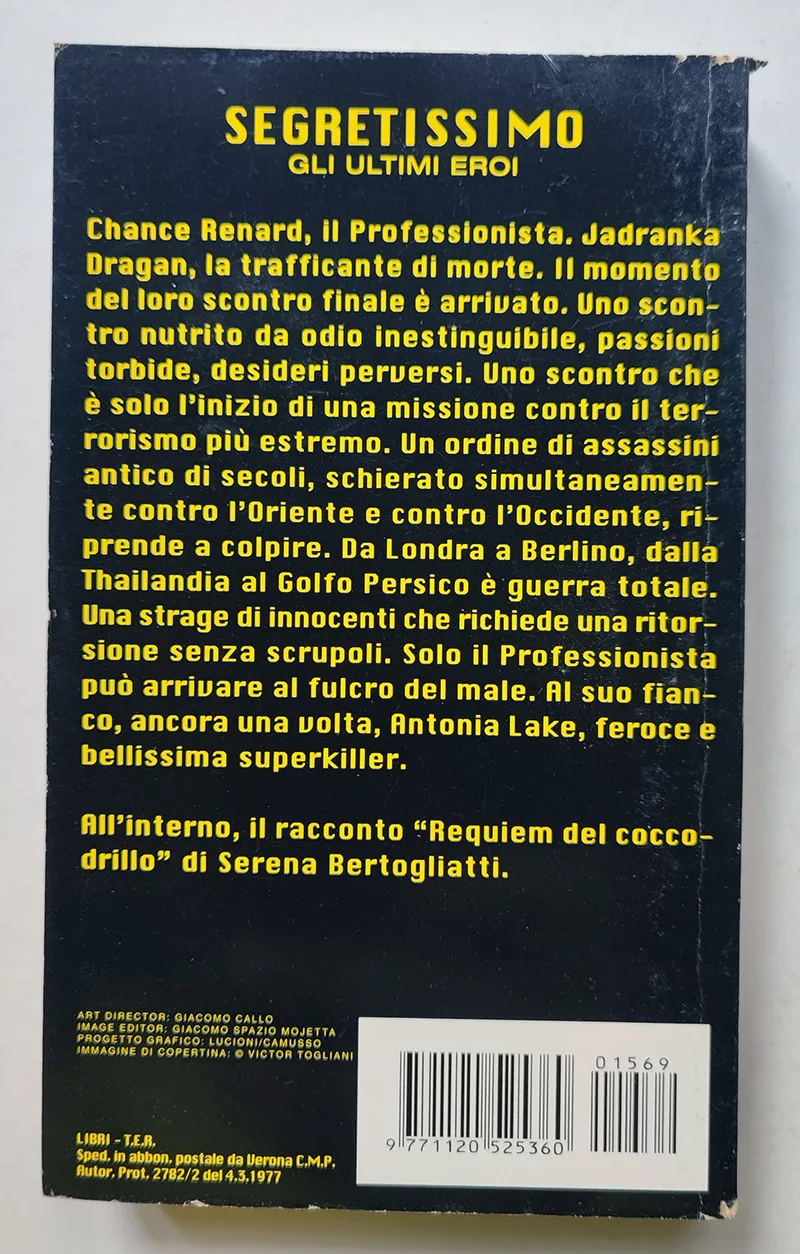 SEGRETISSIMO
GLI ULTIMI EROI
Chance Renard, il Professionista. Jadranka
Dragan, la trafficante di morte. Il momento
del loro scontro finale è arrivato. Uno scon-
tro nutrito da odio inestinguibile, passioni
torbide, desideri perversi. Uno scontro che
è solo l'inizio di una missione contro il ter-
rorismo più estremo. Un ordine di assassini
antico di secoli, schierato simultaneamen-
te contro l'Oriente e contro l'Occidente, ri-
prende a colpire. Da Londra a Berlino, dalla
Thailandia al Golfo Persico è guerra totale.
Una strage di innocenti che richiede una ritor-
sione senza scrupoli. Solo il Professionista
può arrivare al fulcro del male. Al suo fian-
co, ancora una volta, Antonia Lake, feroce e
bellissima superkiller.
All'interno, il racconto “Requiem del cocco-
drillo” di Serena Bertogliatti.
ART DIRECTOR: GIACOMO CALLO
IMAGE EDITOR: GIACOMO SPAZIO MOJETTA
PROGETTO GRAFICO: LUCIONI/CAMUSSO
IMMAGINE DI COPERTINA: © VICTOR TOGLIANI
LIBRI - T.E.R.
Sped. in abbon. postale da Verona C.M.P.
Autor. Prot. 2782/2 del 4.3.1977
01569
9 771120 525360